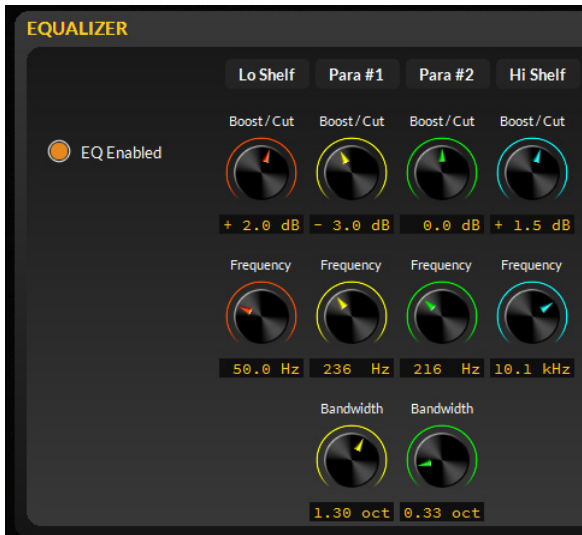 EQUALIZER
Lo Shelf Para #1 Para #2 Hi Shelf
Boost/Cut Boost/Cut Boost/Cut Boost/Cut
EQ Enabled
+ 2.0 dB - 3.0 dB 0.0 dB + 1.5 dB
Frequency Frequency Frequency Frequency
50.0 Hz 236 Hz 216 Hz 10.1 kHz
Bandwidth Bandwidth
1.30 oct 0.33 oct